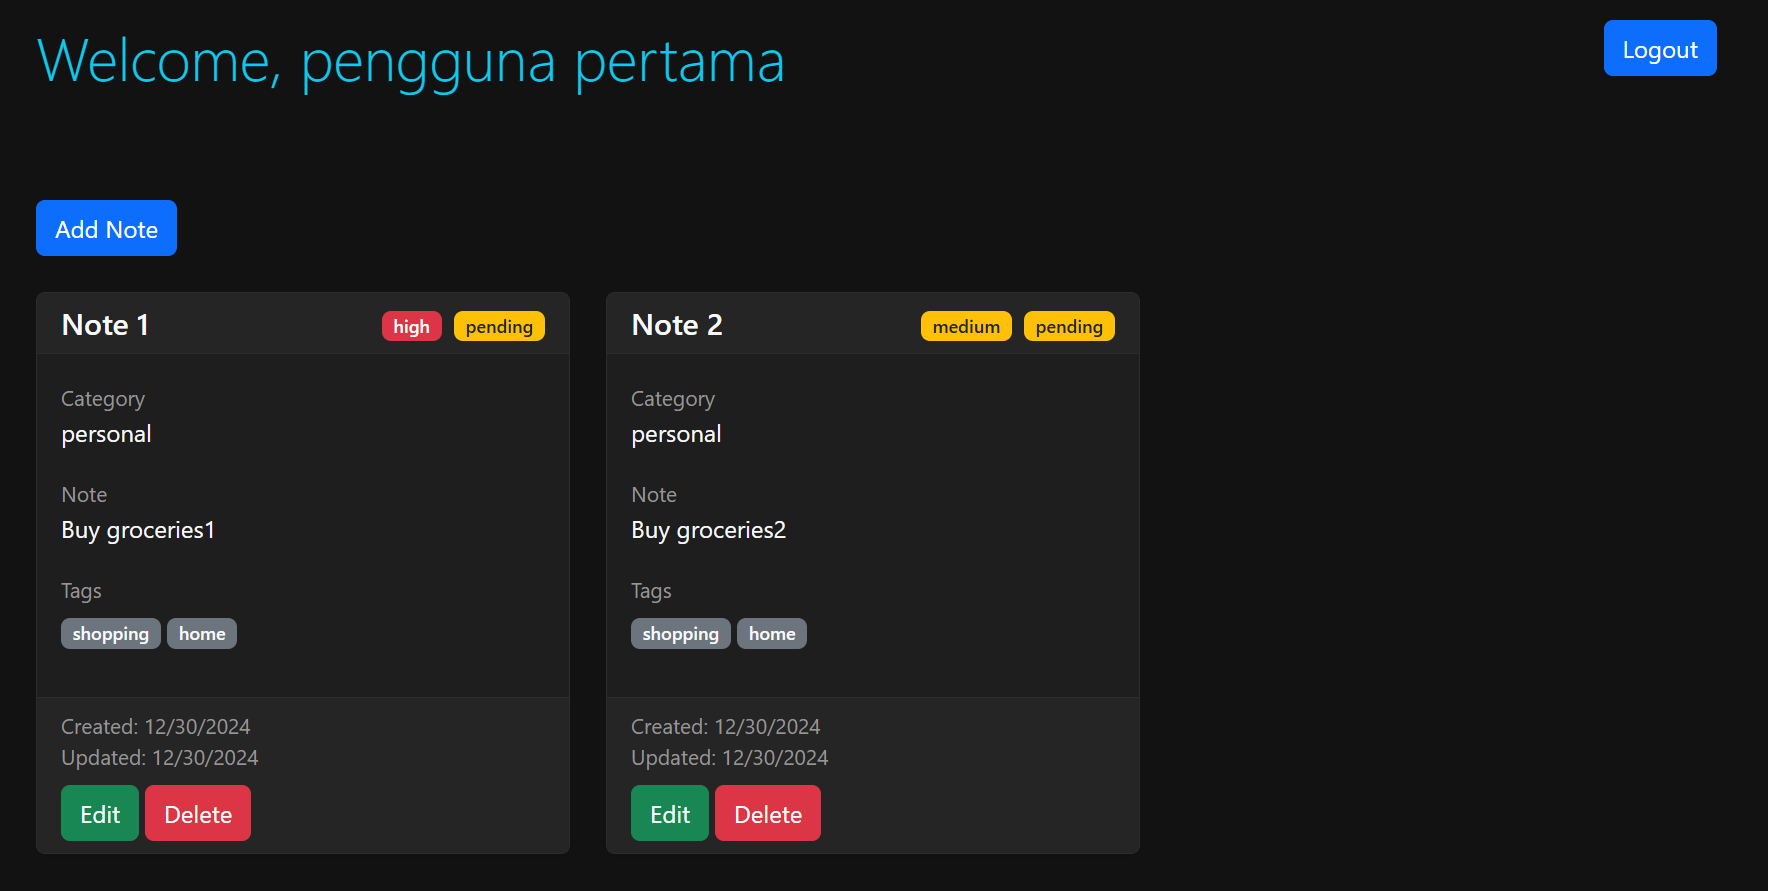 Welcome, pengguna pertama
Logout
Add Note
Note 1
high
pending
Category
personal
Note
Buy groceries1
Tags
shopping
home
Created: 12/30/2024
Updated: 12/30/2024
Edit
Delete
Note 2
medium
pending
Category
personal
Note
Buy groceries2
Tags
shopping
home
Created: 12/30/2024
Updated: 12/30/2024
Edit
Delete